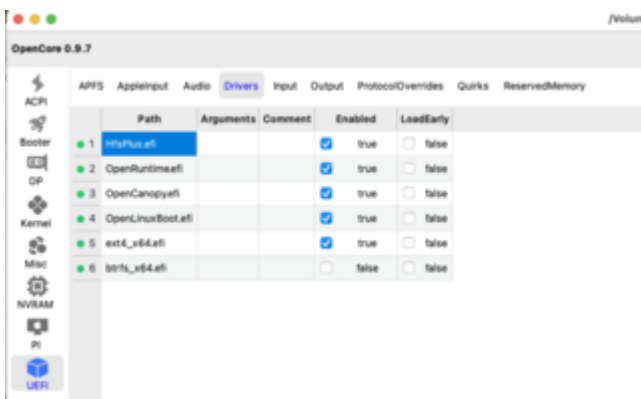 /Volun
OpenCore 0.9.7
ACPI
Booter
DP
Kernel
Misc
NVRAM
PI
UEFI
APFS AppleInput Audio Drivers Input Output ProtocolOverrides Quirks ReservedMemory
Path Arguments Comment Enabled LoadEarly
1 HfsPlus.efi true false
2 OpenRuntime.efi true false
3 OpenCanopy.efi true false
4 OpenLinuxBoot.efi true false
5 ext4_x64.efi true false
6 btrfs_x64.efi false false